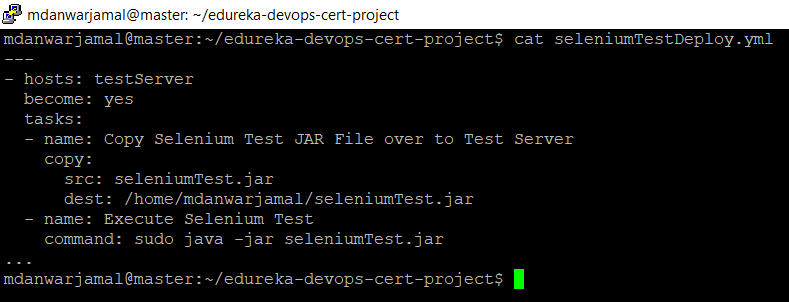 mdanwarjamal@master: ~/edureka-devops-cert-project
mdanwarjamal@master:~/edureka-devops-cert-project$ cat seleniumTestDeploy.yml
---
- hosts: testServer
  become: yes
  tasks:
  - name: Copy Selenium Test JAR File over to Test Server
    copy:
      src: seleniumTest.jar
      dest: /home/mdanwarjamal/seleniumTest.jar
  - name: Execute Selenium Test
    command: sudo java -jar seleniumTest.jar
...
mdanwarjamal@master:~/edureka-devops-cert-project$